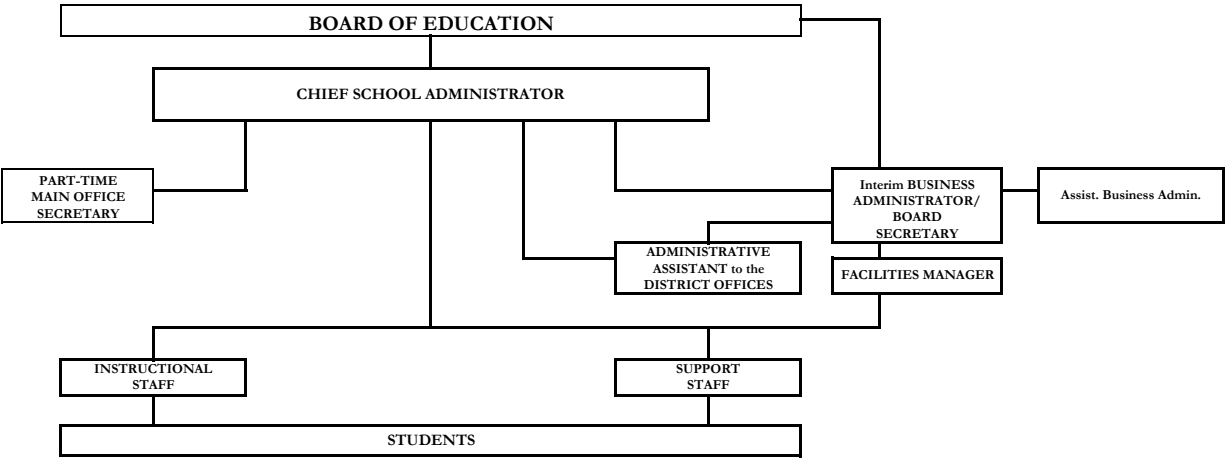 BOARD OF EDUCATION
CHIEF SCHOOL ADMINISTRATOR
PART-TIME
MAIN OFFICE
SECRETARY
Interim BUSINESS
ADMINISTRATOR/
BOARD
SECRETARY
Assist. Business Admin.
ADMINISTRATIVE
ASSISTANT to the
DISTRICT OFFICES
FACILITIES MANAGER
INSTRUCTIONAL
STAFF
SUPPORT
STAFF
STUDENTS